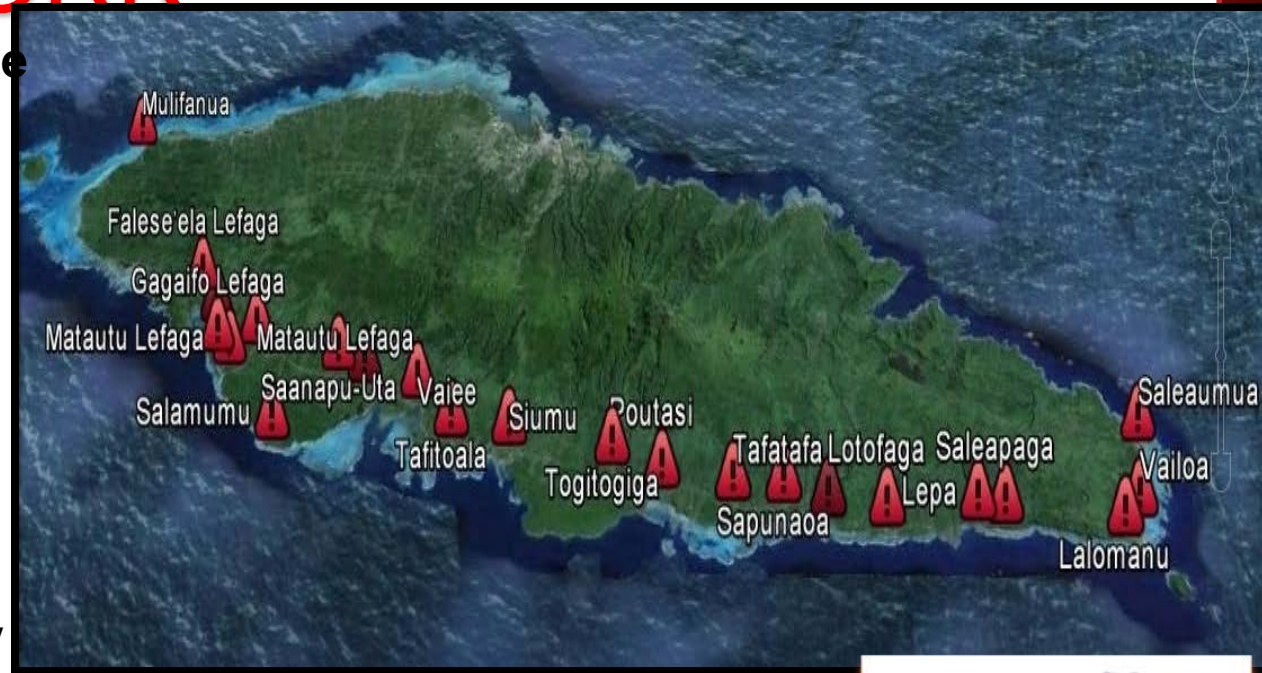 e
Mulifanua
Falese'ela Lefaga
Gagaifo Lefaga
Matautu Lefaga
Matautu Lefaga
Saanapu-Uta
Vaiee
Salamumu
Tafitoala
Siumu
Poutasi
Togitogiga
Tafatafa
Lotofaga
Saleapaga
Sapunaoa
Lepa
Saleaumua
Vailoa
Lalomanu